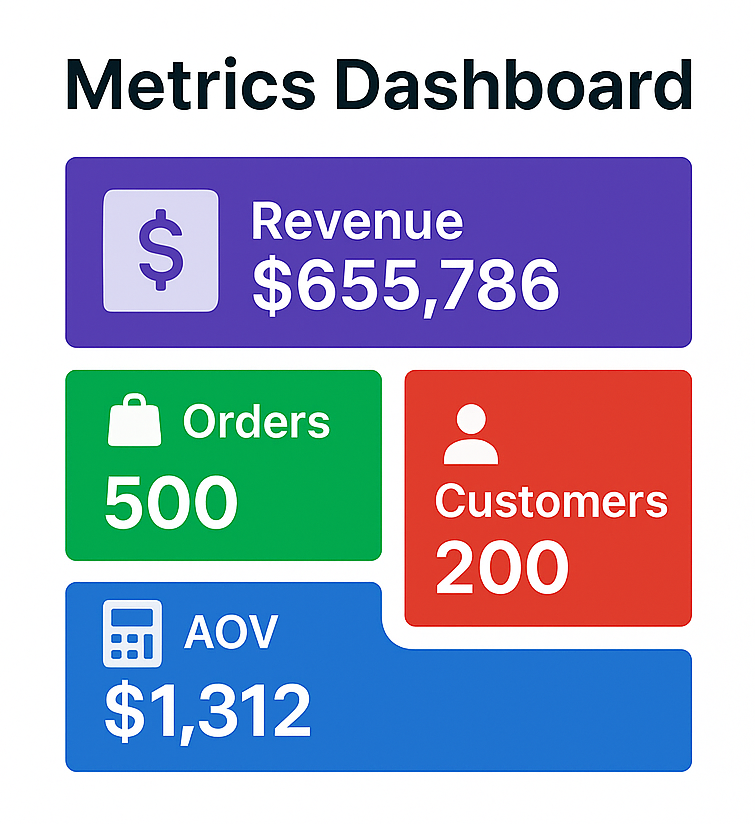 Metrics Dashboard
$
Revenue
$655,786
Orders
500
Customers
200
AOV
$1,312